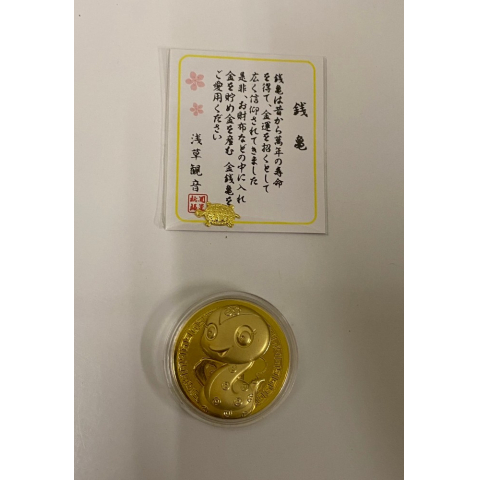 銭亀
銭亀は昔から萬年の寿命
を得て、金運を招くとして
広く信仰されてきました
是非、お財布などの中に入れ
金を貯め金を産む 金銭亀を
ご愛用ください
浅草観音